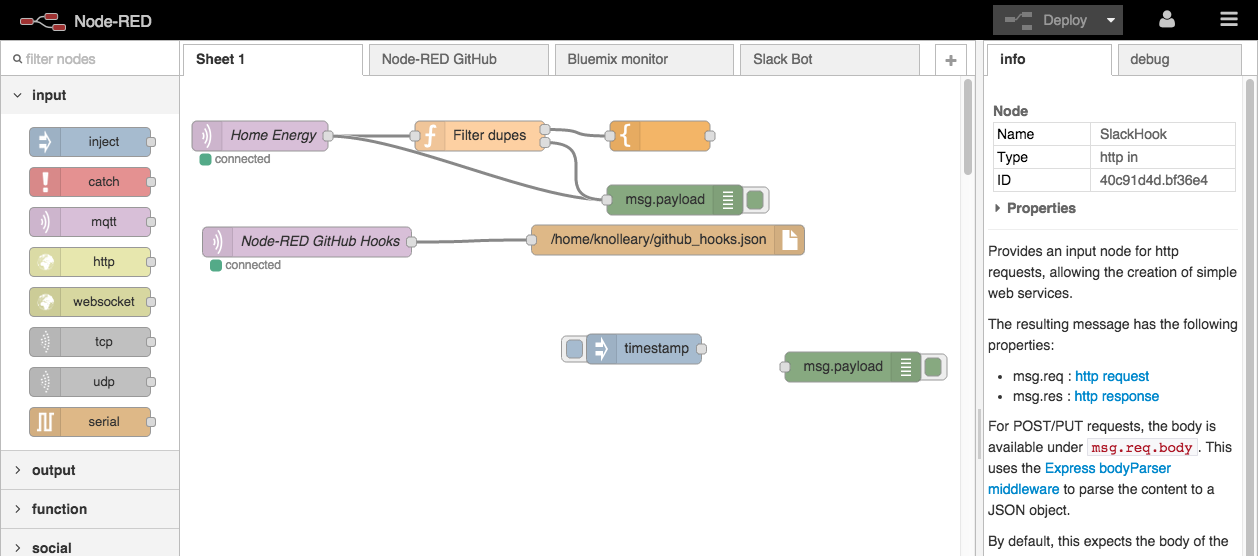 Node-RED
Deploy
filter nodes
input
inject
catch
mqtt
http
websocket
tcp
udp
serial
output
function
social
Sheet 1
Node-RED GitHub
Bluemix monitor
Slack Bot
+
Home Energy
connected
Filter dupes
msg.payload
Node-RED GitHub Hooks
connected
/home/knolleary/github_hooks.json
timestamp
msg.payload
info
debug
Node
Name SlackHook
Type http in
ID 40c91d4d.bf36e4
Properties
Provides an input node for http
requests, allowing the creation of simple
web services.
The resulting message has the following
properties:
• msg.req : http request
• msg.res : http response
For POST/PUT requests, the body is
available under msg.req.body. This
uses the Express bodyParser
middleware to parse the content to a
JSON object.
By default, this expects the body of the